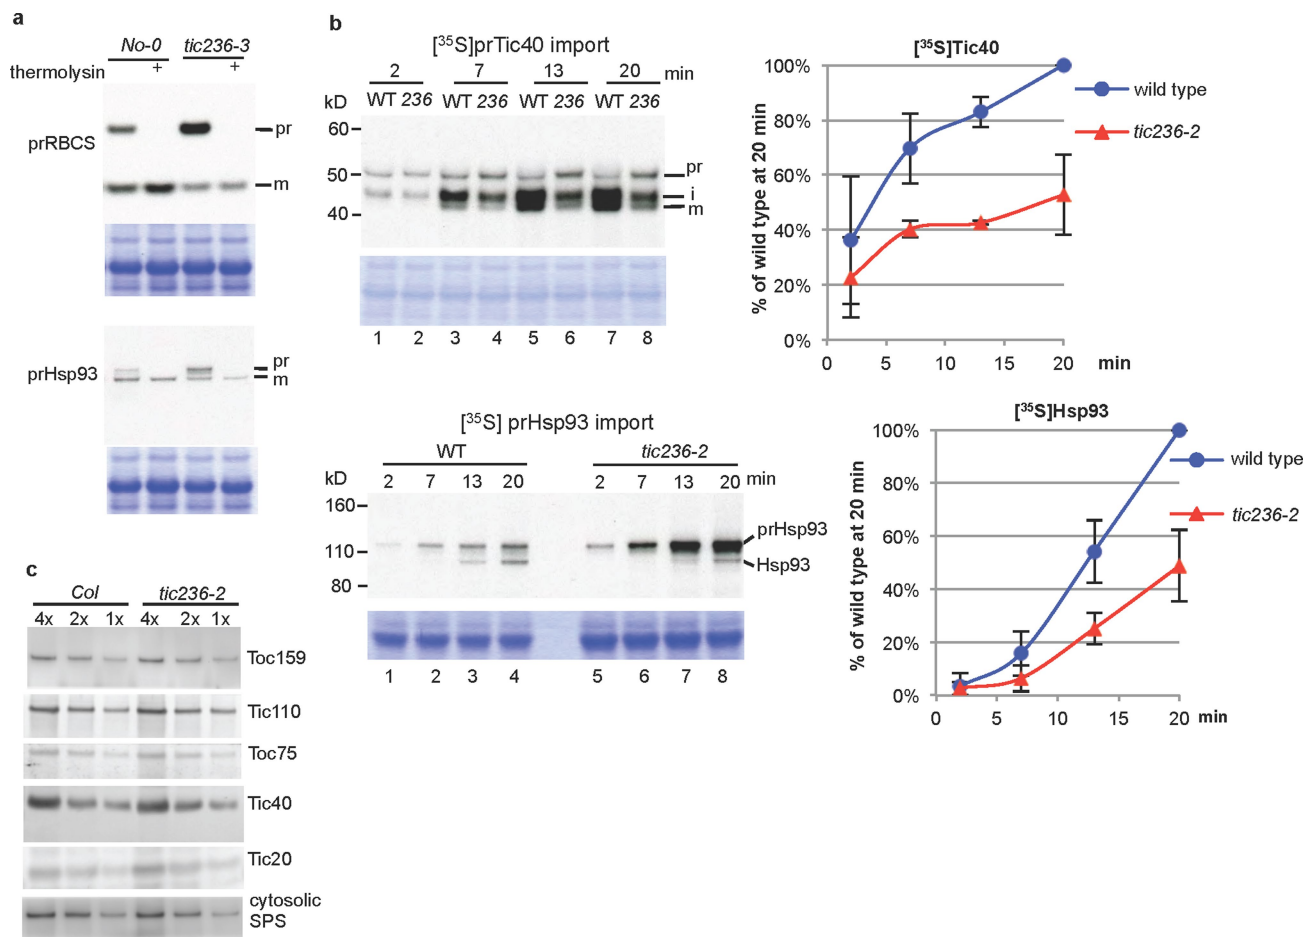 a
No-0 tic236-3
thermolysin + +
prRBCS
pr
m
prHsp93
pr
m
b
[35S]prTic40 import
2 7 13 20 min
kD WT 236 WT 236 WT 236 WT 236
60
50
40
pr
i
m
1 2 3 4 5 6 7 8
[35S]Tic40
% of wild type at 20 min
100%
80%
60%
40%
20%
0%
0 5 10 15 20 min
wild type
tic236-2
[35S] prHsp93 import
WT tic236-2
kD 2 7 13 20 2 7 13 20 min
160
110
80
prHsp93
Hsp93
1 2 3 4 5 6 7 8
[35S]Hsp93
% of wild type at 20 min
100%
80%
60%
40%
20%
0%
0 5 10 15 20 min
wild type
tic236-2
c
Col tic236-2
4x 2x 1x 4x 2x 1x
Toc159
Tic110
Toc75
Tic40
Tic20
cytosolic
SPS